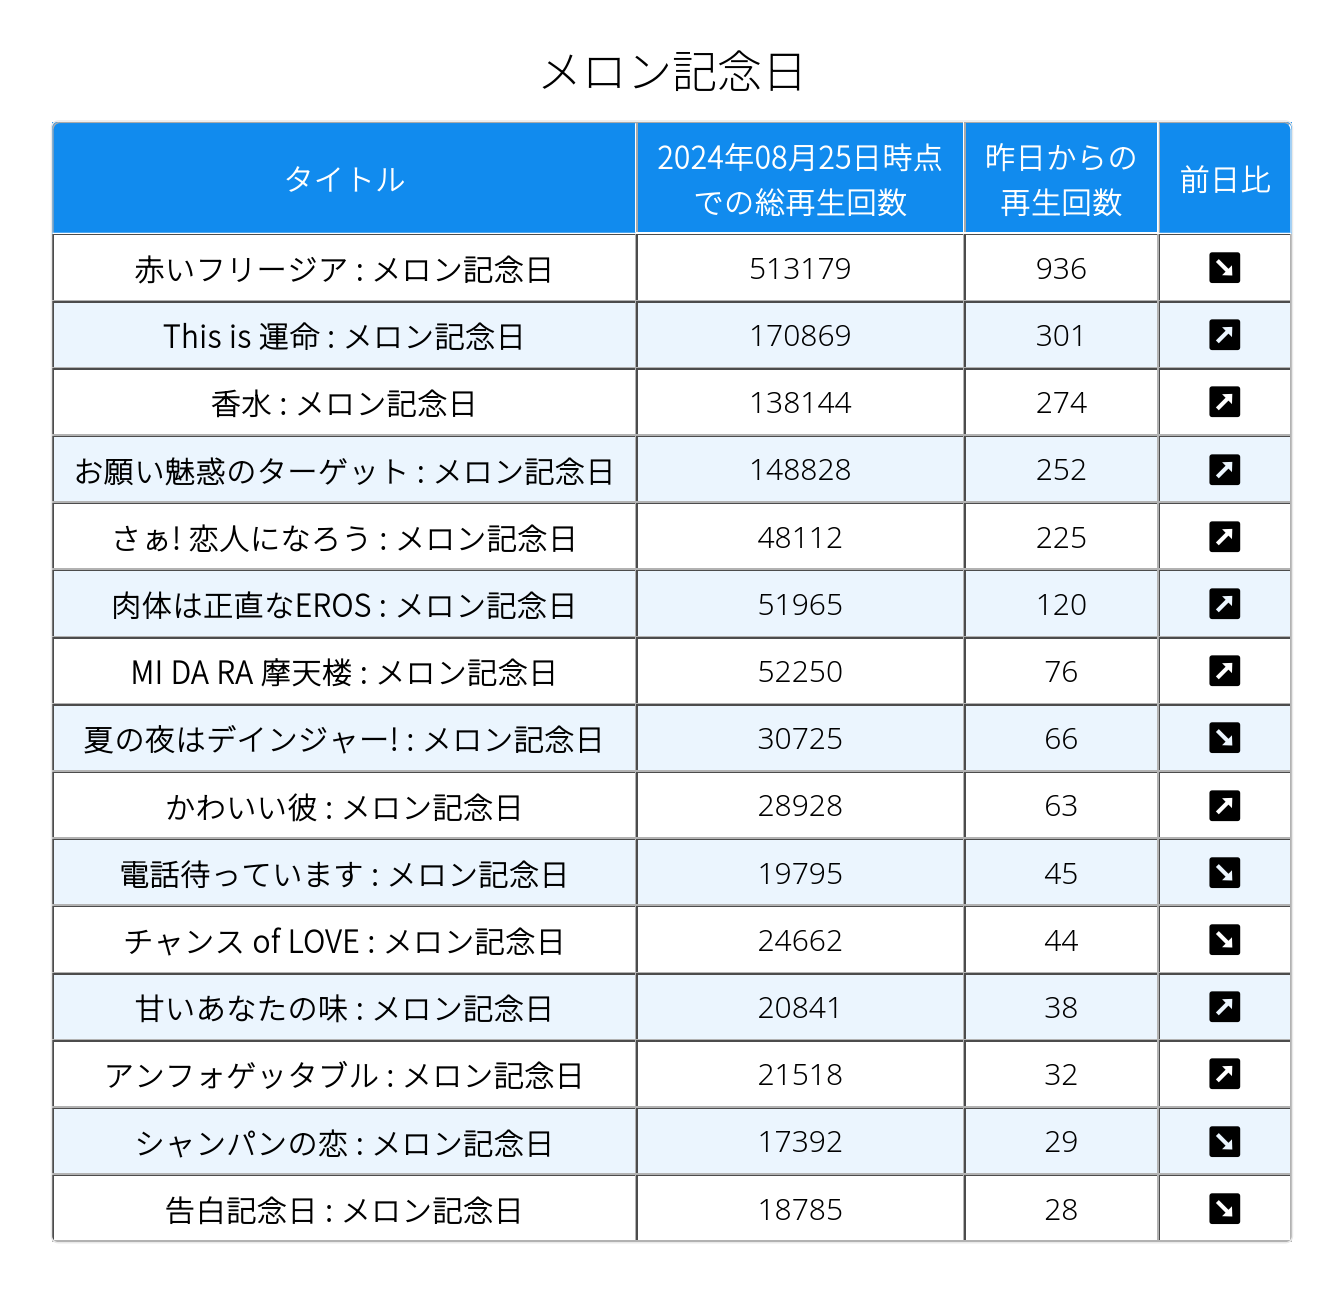 メロン記念日
タイトル
2024年08月25日時点
での総再生回数
昨日からの
再生回数
前日比
赤いフリージア : メロン記念日 513179 936 ↘
This is 運命 : メロン記念日 170869 301 ↗
香水 : メロン記念日 138144 274 ↗
お願い魅惑のターゲット : メロン記念日 148828 252 ↗
さぁ! 恋人になろう : メロン記念日 48112 225 ↗
肉体は正直なEROS : メロン記念日 51965 120 ↗
MI DA RA 摩天楼 : メロン記念日 52250 76 ↗
夏の夜はデインジャー! : メロン記念日 30725 66 ↘
かわいい彼 : メロン記念日 28928 63 ↗
電話待っています : メロン記念日 19795 45 ↘
チャンス of LOVE : メロン記念日 24662 44 ↘
甘いあなたの味 : メロン記念日 20841 38 ↗
アンフォゲッタブル : メロン記念日 21518 32 ↗
シャンパンの恋 : メロン記念日 17392 29 ↘
告白記念日 : メロン記念日 18785 28 ↘